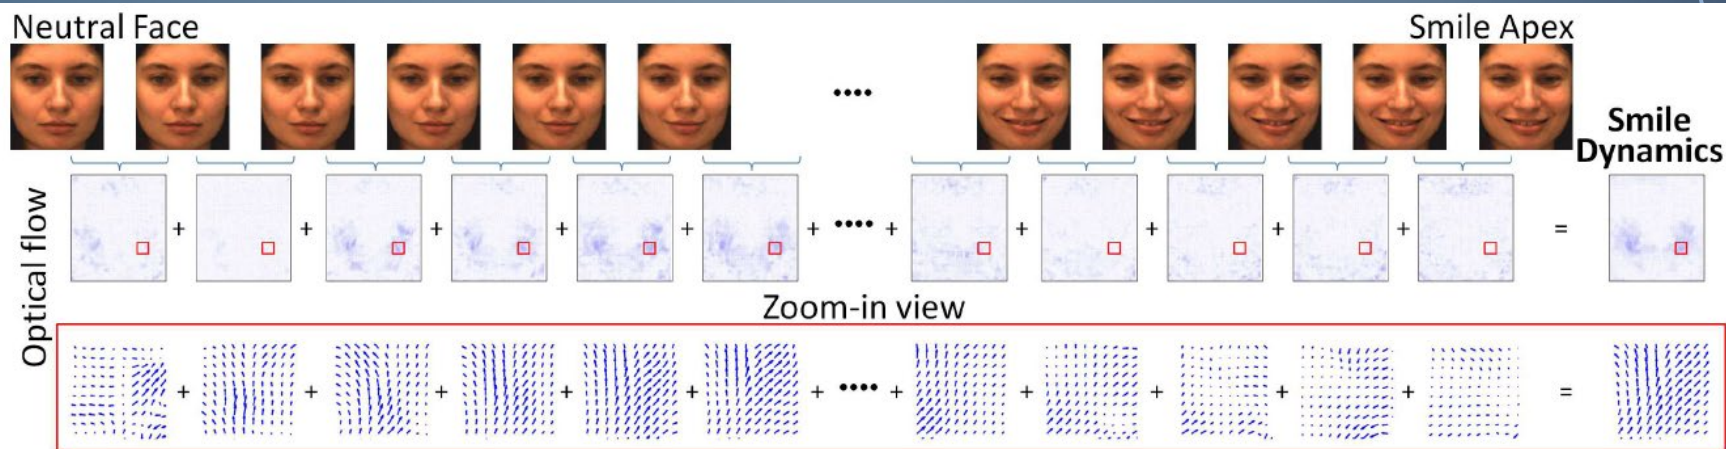 Neutral Face
Smile Apex
••••
Smile
Dynamics
Optical flow
+ + + + + + •••• + + + + + =
Zoom-in view
+ + + + + + •••• + + + + + =